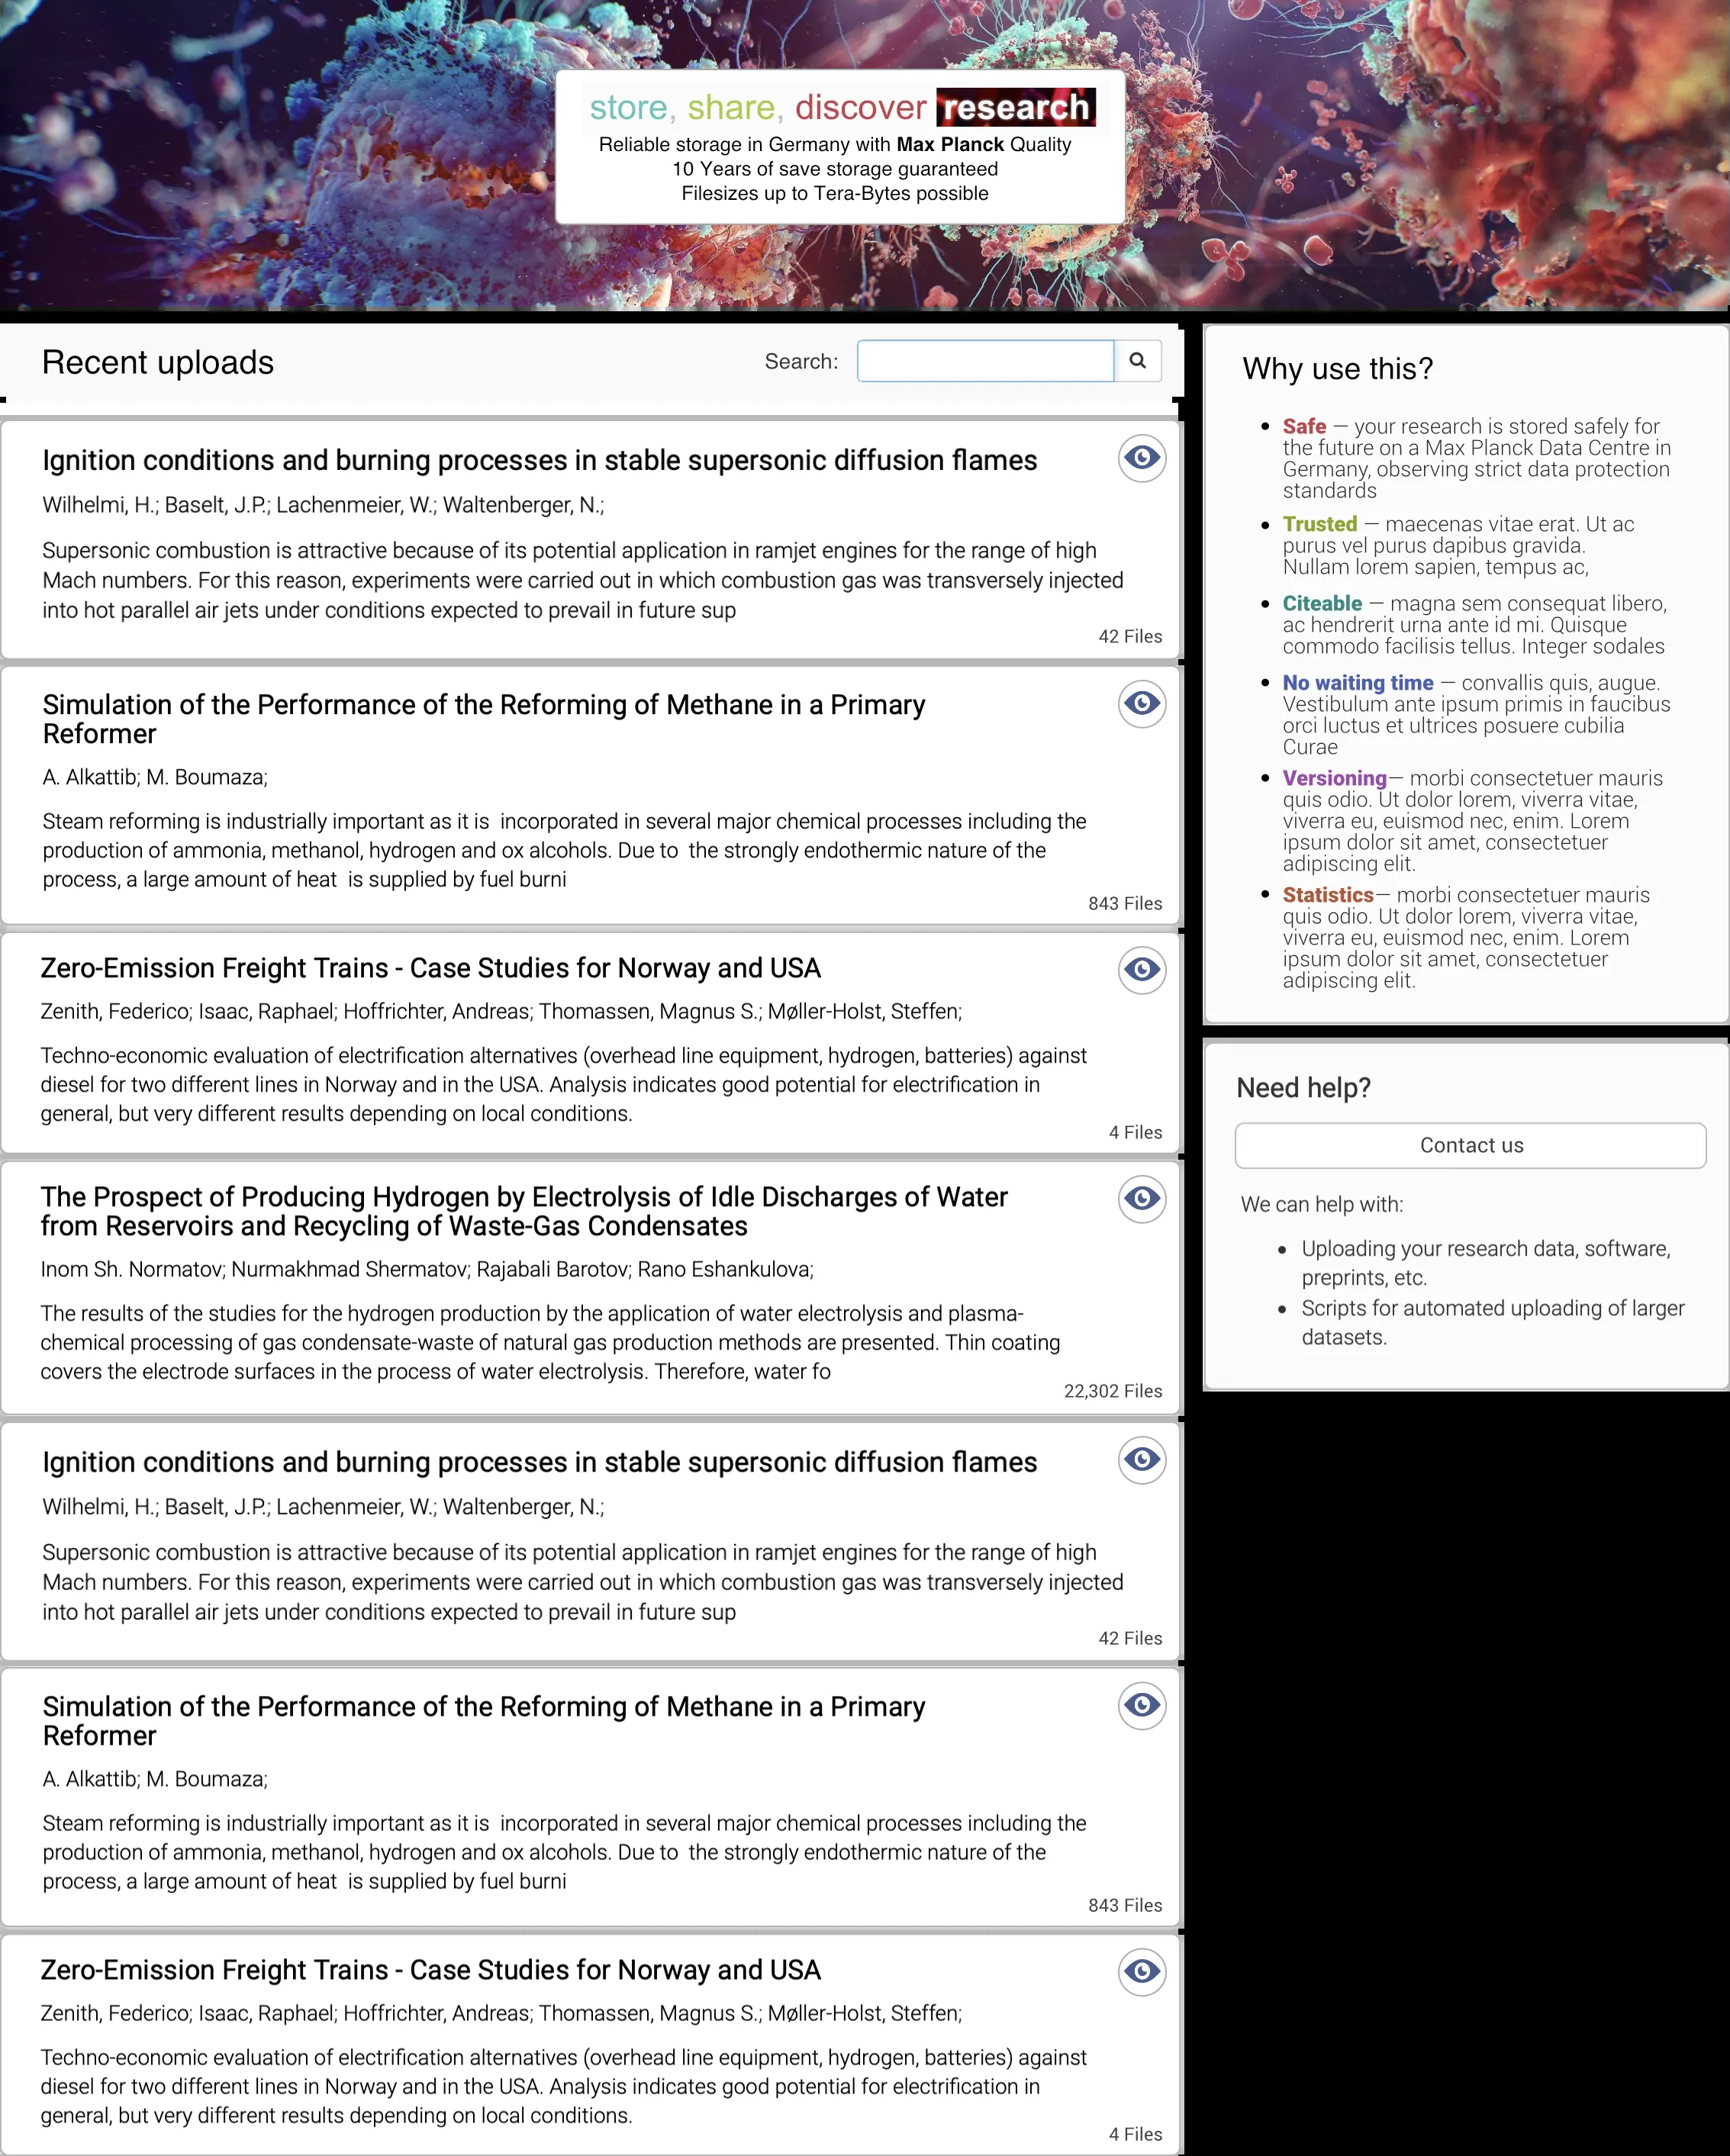 store, share, discover research
Reliable storage in Germany with Max Planck Quality
10 Years of save storage guaranteed
Filesizes up to Tera-Bytes possible
Recent uploads
Search:
Ignition conditions and burning processes in stable supersonic diffusion flames
Wilhelmi, H.; Baselt, J.P.; Lachenmeier, W.; Waltenberger, N.;
Supersonic combustion is attractive because of its potential application in ramjet engines for the range of high
Mach numbers. For this reason, experiments were carried out in which combustion gas was transversely injected
into hot parallel air jets under conditions expected to prevail in future sup
42 Files
Simulation of the Performance of the Reforming of Methane in a Primary
Reformer
A. Alkattib; M. Boumaza;
Steam reforming is industrially important as it is  incorporated in several major chemical processes including the
production of ammonia, methanol, hydrogen and ox alcohols. Due to  the strongly endothermic nature of the
process, a large amount of heat  is supplied by fuel burni
843 Files
Zero-Emission Freight Trains - Case Studies for Norway and USA
Zenith, Federico; Isaac, Raphael; Hoffrichter, Andreas; Thomassen, Magnus S.; Møller-Holst, Steffen;
Techno-economic evaluation of electrification alternatives (overhead line equipment, hydrogen, batteries) against
diesel for two different lines in Norway and in the USA. Analysis indicates good potential for electrification in
general, but very different results depending on local conditions.
4 Files
The Prospect of Producing Hydrogen by Electrolysis of Idle Discharges of Water
from Reservoirs and Recycling of Waste-Gas Condensates
Inom Sh. Normatov; Nurmakhmad Shermatov; Rajabali Barotov; Rano Eshankulova;
The results of the studies for the hydrogen production by the application of water electrolysis and plasma-
chemical processing of gas condensate-waste of natural gas production methods are presented. Thin coating
covers the electrode surfaces in the process of water electrolysis. Therefore, water fo
22,302 Files
Ignition conditions and burning processes in stable supersonic diffusion flames
Wilhelmi, H.; Baselt, J.P.; Lachenmeier, W.; Waltenberger, N.;
Supersonic combustion is attractive because of its potential application in ramjet engines for the range of high
Mach numbers. For this reason, experiments were carried out in which combustion gas was transversely injected
into hot parallel air jets under conditions expected to prevail in future sup
42 Files
Simulation of the Performance of the Reforming of Methane in a Primary
Reformer
A. Alkattib; M. Boumaza;
Steam reforming is industrially important as it is  incorporated in several major chemical processes including the
production of ammonia, methanol, hydrogen and ox alcohols. Due to  the strongly endothermic nature of the
process, a large amount of heat  is supplied by fuel burni
843 Files
Zero-Emission Freight Trains - Case Studies for Norway and USA
Zenith, Federico; Isaac, Raphael; Hoffrichter, Andreas; Thomassen, Magnus S.; Møller-Holst, Steffen;
Techno-economic evaluation of electrification alternatives (overhead line equipment, hydrogen, batteries) against
diesel for two different lines in Norway and in the USA. Analysis indicates good potential for electrification in
general, but very different results depending on local conditions.
4 Files
Why use this?
• Safe — your research is stored safely for
the future on a Max Planck Data Centre in
Germany, observing strict data protection
standards
• Trusted — maecenas vitae erat. Ut ac
purus vel purus dapibus gravida.
Nullam lorem sapien, tempus ac,
• Citeable — magna sem consequat libero,
ac hendrerit urna ante id mi. Quisque
commodo facilisis tellus. Integer sodales
• No waiting time — convallis quis, augue.
Vestibulum ante ipsum primis in faucibus
orci luctus et ultrices posuere cubilia
Curae
• Versioning— morbi consectetuer mauris
quis odio. Ut dolor lorem, viverra vitae,
viverra eu, euismod nec, enim. Lorem
ipsum dolor sit amet, consectetuer
adipiscing elit.
• Statistics— morbi consectetuer mauris
quis odio. Ut dolor lorem, viverra vitae,
viverra eu, euismod nec, enim. Lorem
ipsum dolor sit amet, consectetuer
adipiscing elit.
Need help?
Contact us
We can help with:
• Uploading your research data, software,
preprints, etc.
• Scripts for automated uploading of larger
datasets.